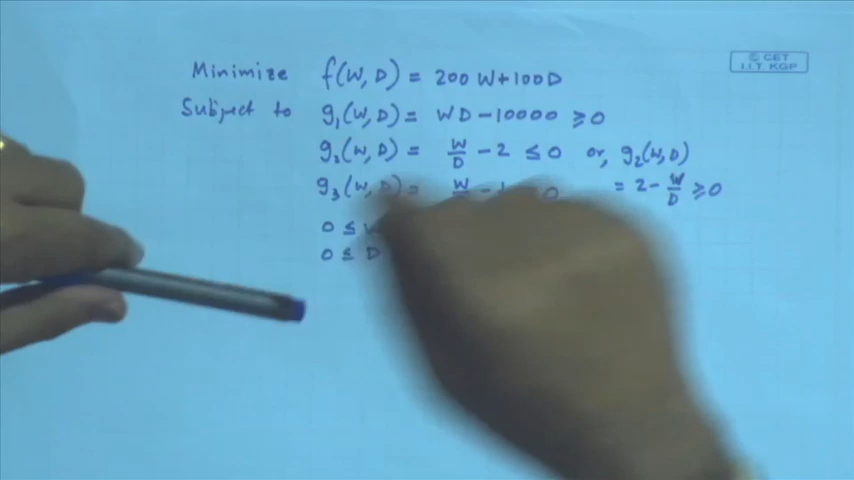 © CET
I.I.T. KGP
Minimize f(W, D) = 200 W + 100 D
Subject to g₁(W, D) = WD - 10000 ≥ 0
g₂(W, D) = W/D - 2 ≤ 0 or, g₂(W, D)
= 2 - W/D ≥ 0
g₃(W, D) =
0 ≤
0 ≤ D